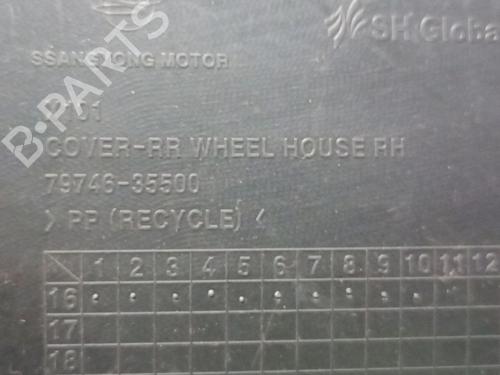 SH Globa
SSANGYONG MOTOR
COVER-RR WHEEL HOUSE RH
79746-35500
> PP (RECYCLE) <
1 2 3 4 5 6 7 8 9 10 11 12
16
17
18
B-PARTS